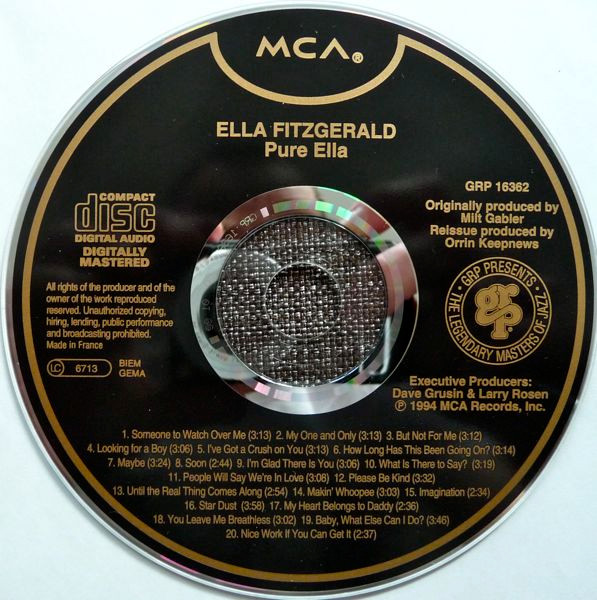 MCA®
ELLA FITZGERALD
Pure Ella
COMPACT
disc
DIGITAL AUDIO
DIGITALLY
MASTERED
GRP 16362
Originally produced by
Milt Gabler
Reissue produced by
Orrin Keepnews
All rights of the producer and of the
owner of the work reproduced
reserved. Unauthorized copying,
hiring, lending, public performance
and broadcasting prohibited.
Made in France
LC 6713
BIEM
GEMA
GRP PRESENTS
THE LEGENDARY MASTERS OF JAZZ
grp
Executive Producers:
Dave Grusin & Larry Rosen
℗ 1994 MCA Records, Inc.
1. Someone to Watch Over Me (3:13) 2. My One and Only (3:13) 3. But Not For Me (3:12)
4. Looking for a Boy (3:06) 5. I've Got a Crush on You (3:16) 6. How Long Has This Been Going On? (3:14)
7. Maybe (3:24) 8. Soon (2:44) 9. I'm Glad There Is You (3:06) 10. What Is There to Say? (3:19)
11. People Will Say We're In Love (3:08) 12. Please Be Kind (3:32)
13. Until the Real Thing Comes Along (2:54) 14. Makin' Whoopee (3:03) 15. Imagination (2:34)
16. Star Dust (3:58) 17. My Heart Belongs to Daddy (2:36)
18. You Leave Me Breathless (3:02) 19. Baby, What Else Can I Do? (3:46)
20. Nice Work If You Can Get It (2:37)